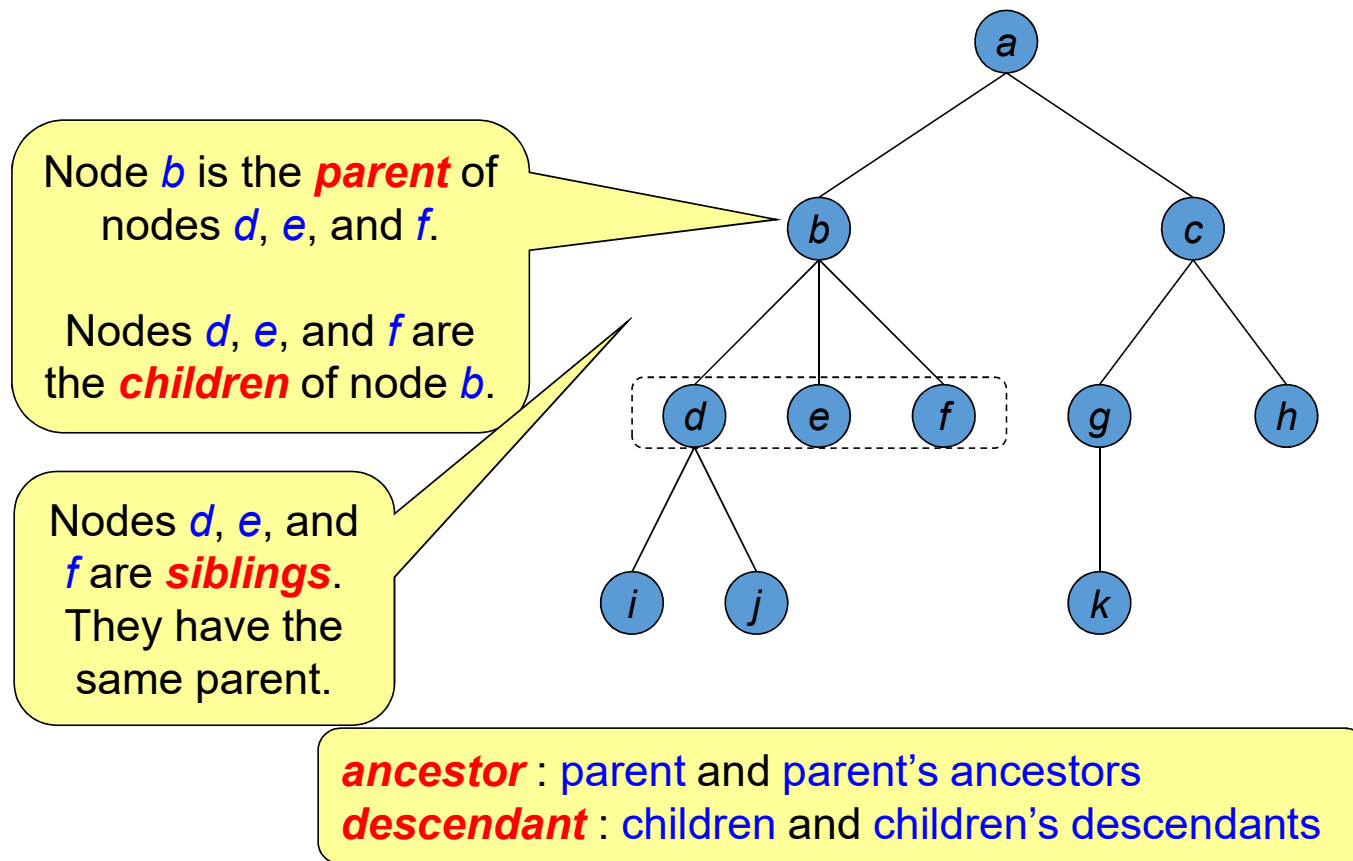 a
Node b is the parent of
nodes d, e, and f.
Nodes d, e, and f are
the children of node b.
b
c
d
e
f
g
h
Nodes d, e, and
f are siblings.
They have the
same parent.
i
j
k
ancestor : parent and parent's ancestors
descendant : children and children's descendants